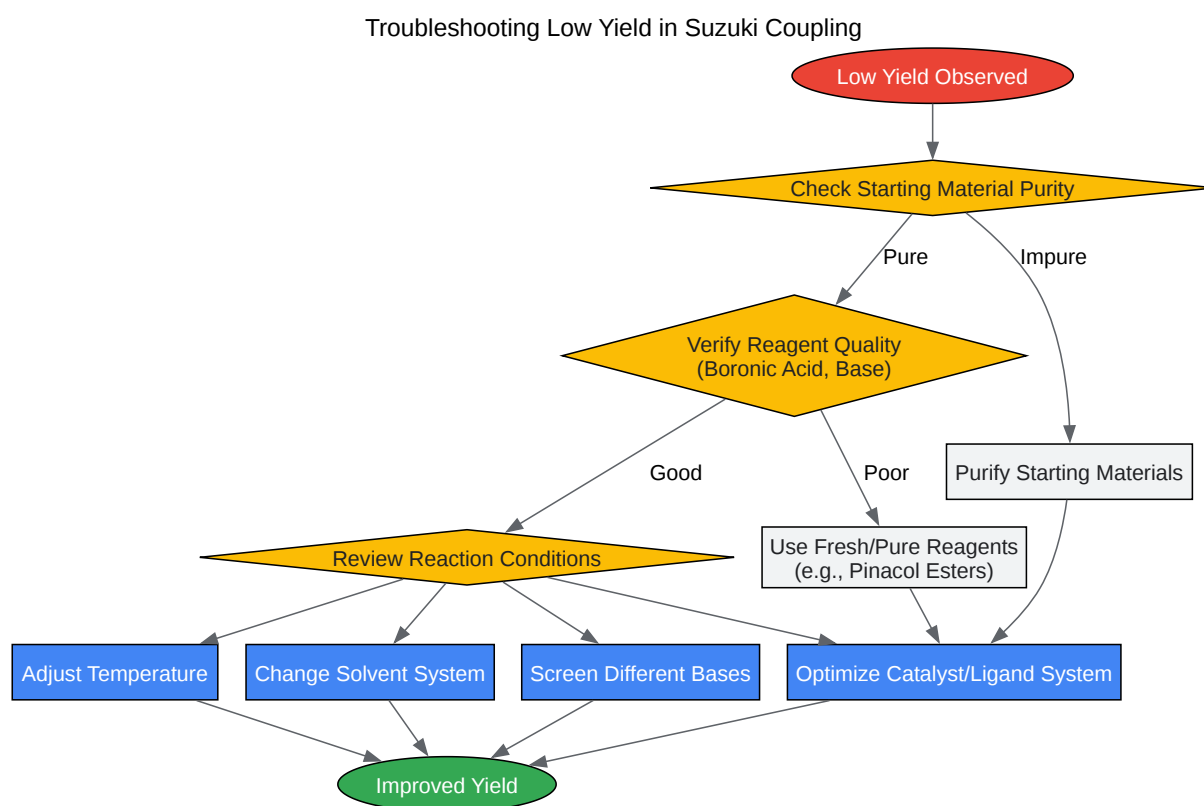 Troubleshooting Low Yield in Suzuki Coupling
Low Yield Observed
Check Starting Material Purity
Pure
Impure
Verify Reagent Quality
(Boronic Acid, Base)
Good
Poor
Purify Starting Materials
Use Fresh/Pure Reagents
(e.g., Pinacol Esters)
Review Reaction Conditions
Adjust Temperature
Change Solvent System
Screen Different Bases
Optimize Catalyst/Ligand System
Improved Yield